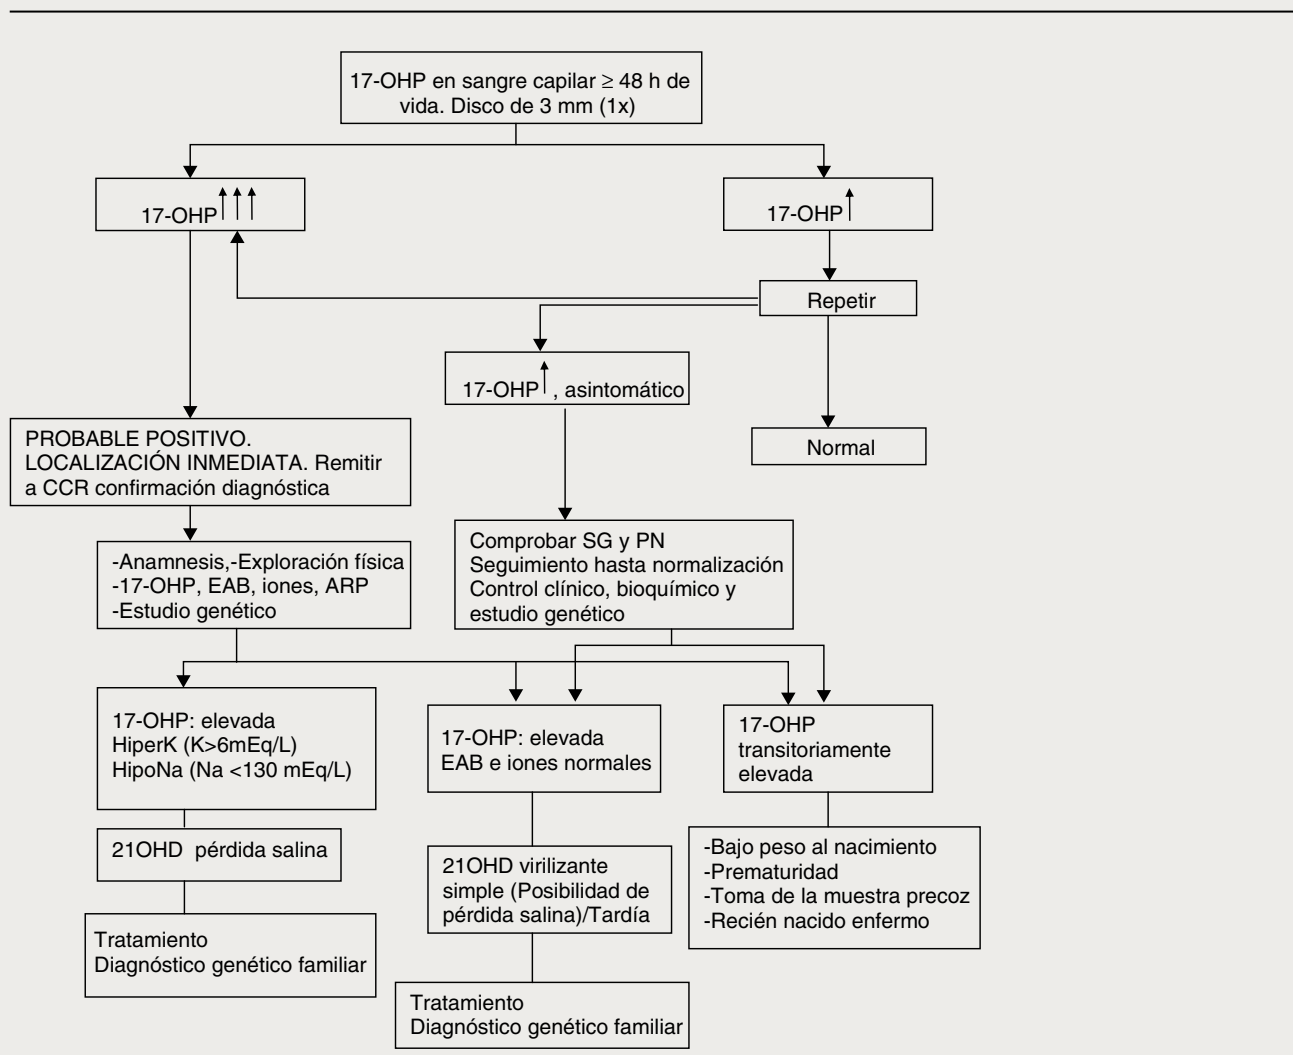 17-OHP en sangre capilar ≥ 48 h de
vida. Disco de 3 mm (1x)
17-OHP↑↑↑
17-OHP↑
Repetir
17-OHP↑, asintomático
Normal
PROBABLE POSITIVO.
LOCALIZACIÓN INMEDIATA. Remitir
a CCR confirmación diagnóstica
-Anamnesis,-Exploración física
-17-OHP, EAB, iones, ARP
-Estudio genético
Comprobar SG y PN
Seguimiento hasta normalización
Control clínico, bioquímico y
estudio genético
17-OHP: elevada
HiperK (K>6mEq/L)
HipoNa (Na <130 mEq/L)
17-OHP: elevada
EAB e iones normales
17-OHP
transitoriamente
elevada
21OHD pérdida salina
21OHD virilizante
simple (Posibilidad de
pérdida salina)/Tardía
-Bajo peso al nacimiento
-Prematuridad
-Toma de la muestra precoz
-Recién nacido enfermo
Tratamiento
Diagnóstico genético familiar
Tratamiento
Diagnóstico genético familiar